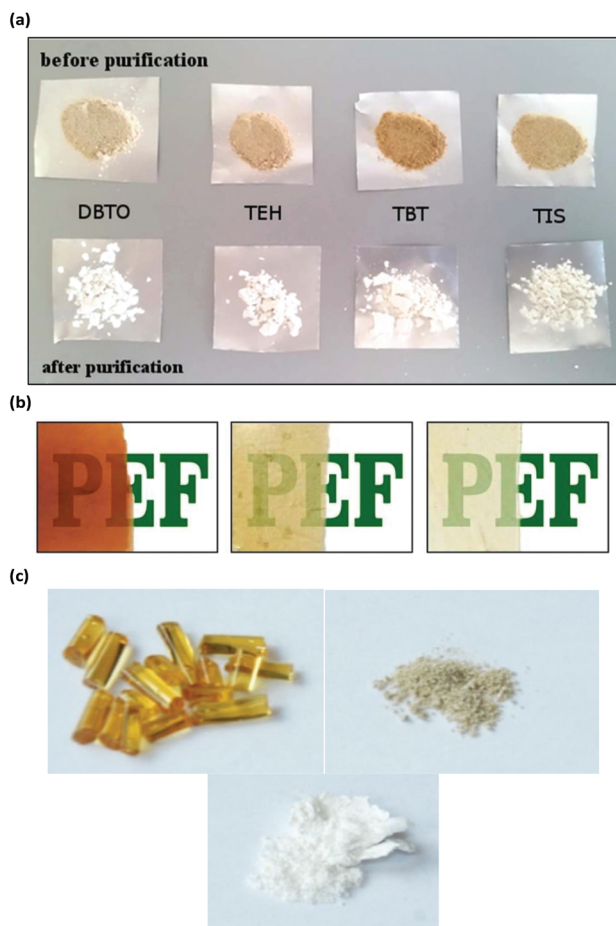 (a)
before purification
DBTO TEH TBT TIS
after purification
(b)
PEF PEF PEF
(c)